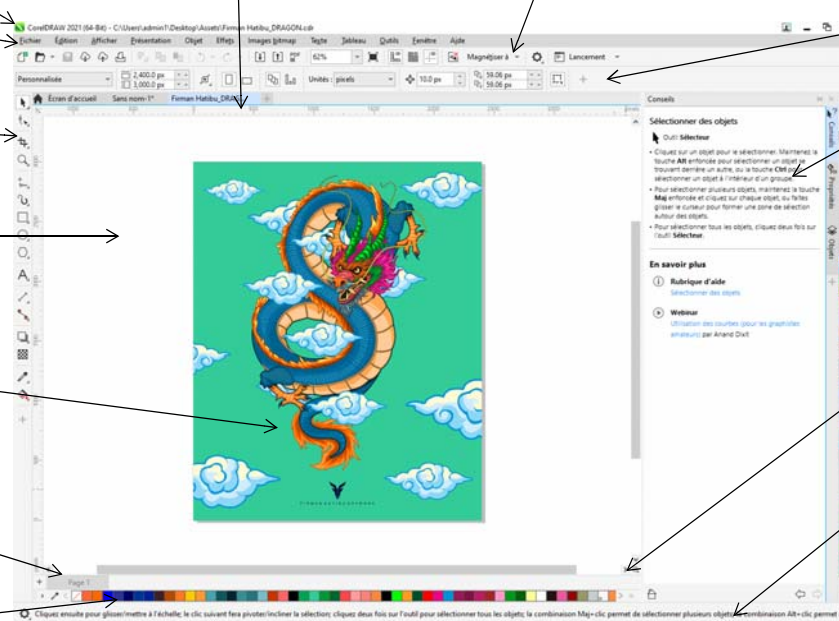 CorelDRAW 2021 (64-Bit) - C:\Users\admin1\Desktop\Assets\Firman Hatibu_DRAGON.cdr
Fichier Édition Afficher Présentation Objet Effets Images bitmap Texte Tableau Outils Fenêtre Aide
PDF 62% Magnétiser à Lancement
Personnalisée 2,400.0 px 3,000.0 px Unités : pixels 10.0 px 59.06 px 59.06 px
Écran d'accueil Sans nom-1* Firman Hatibu_DRA
Conseils
Sélectionner des objets
Outil Sélecteur
• Cliquez sur un objet pour le sélectionner. Maintenez la
touche Alt enfoncée pour sélectionner un objet se
trouvant derrière un autre, ou la touche Ctrl pour
sélectionner un objet à l'intérieur d'un groupe.
• Pour sélectionner plusieurs objets, maintenez la touche
Maj enfoncée et cliquez sur chaque objet, ou faites
glisser le curseur pour former une zone de sélection
autour des objets.
• Pour sélectionner tous les objets, cliquez deux fois sur
l'outil Sélecteur.
En savoir plus
Rubrique d'aide
Sélectionner des objets
Webinur
Utilisation des courbes (pour les graphistes
amateurs) par Anand Dixit
Conseils
Propriétés
Objets
Page 1
Cliquez ensuite pour glisser/mettre à l'échelle; le clic suivant fera pivoter/incliner la sélection; cliquez deux fois sur l'outil pour sélectionner tous les objets; la combinaison Maj+clic permet de sélectionner plusieurs objets; combinaison Alt+clic permet